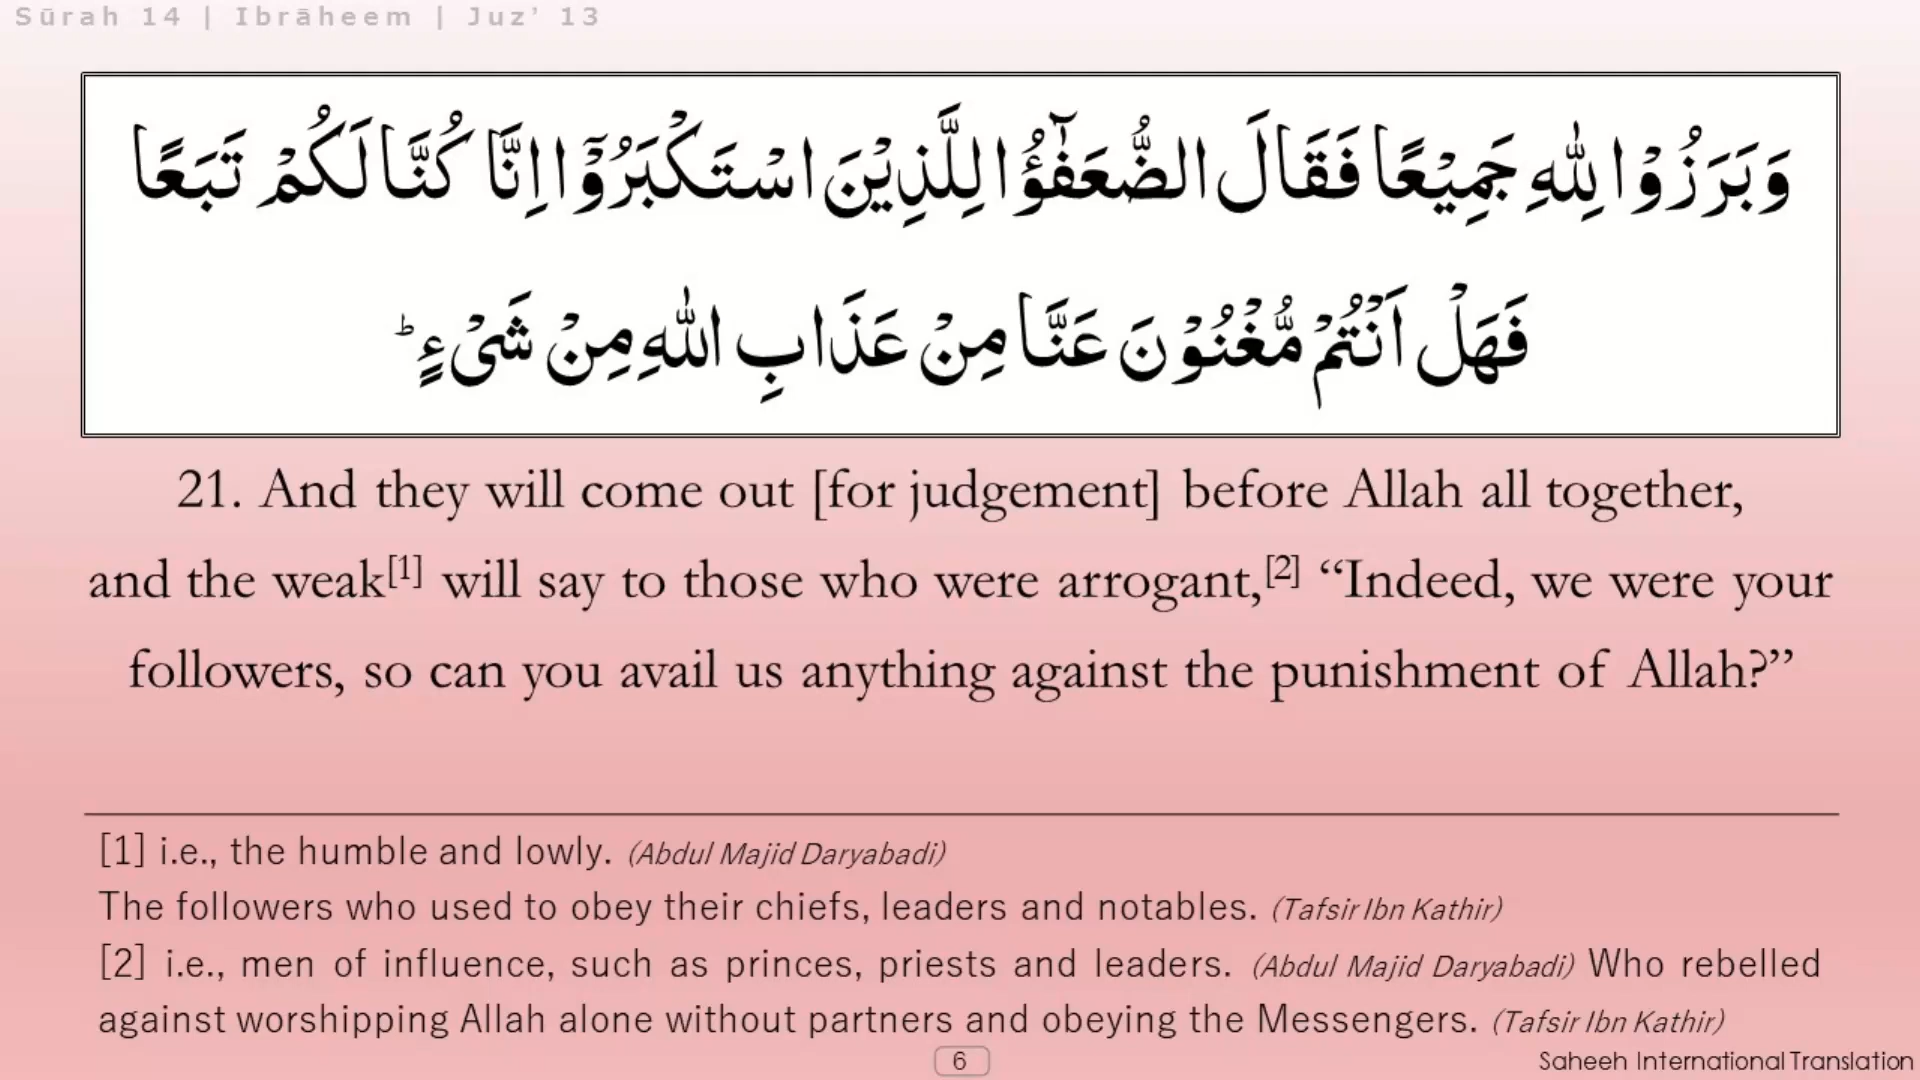 Sūrah 14 | Ibrāheem | Juz’ 13
وَبَرَزُوْا لِلّٰهِ جَمِيْعًا فَقَالَ الضُّعَفٰٓؤُا لِلَّذِيْنَ اسْتَكْبَرُوْٓا اِنَّا كُنَّا لَكُمْ تَبَعًا
فَهَلْ اَنْتُمْ مُّغْنُوْنَ عَنَّا مِنْ عَذَابِ اللّٰهِ مِنْ شَیْءٍ ؕ
21. And they will come out [for judgement] before Allah all together,
and the weak[1] will say to those who were arrogant,[2] “Indeed, we were your
followers, so can you avail us anything against the punishment of Allah?”
[1] i.e., the humble and lowly. (Abdul Majid Daryabadi)
The followers who used to obey their chiefs, leaders and notables. (Tafsir Ibn Kathir)
[2] i.e., men of influence, such as princes, priests and leaders. (Abdul Majid Daryabadi) Who rebelled
against worshipping Allah alone without partners and obeying the Messengers. (Tafsir Ibn Kathir)
6
Saheeh International Translation